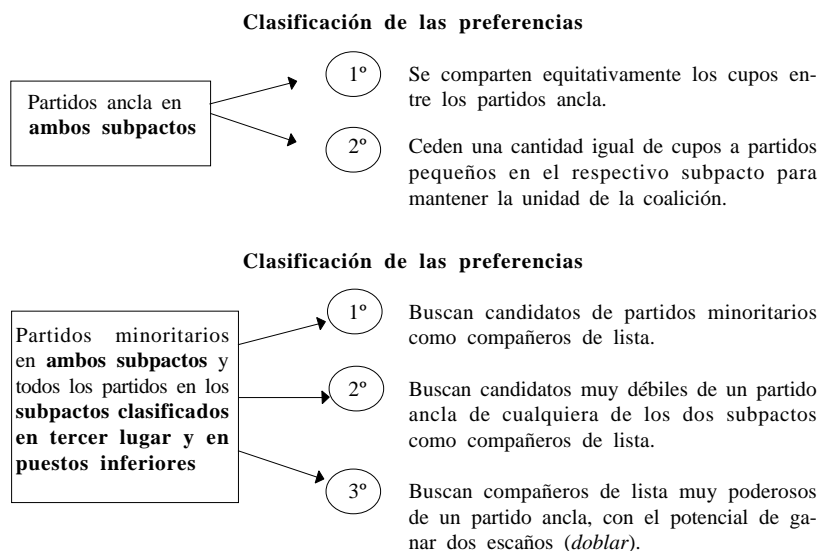 Clasificación de las preferencias
Partidos ancla en
ambos subpactos
1º
Se comparten equitativamente los cupos en-
tre los partidos ancla.
2º
Ceden una cantidad igual de cupos a partidos
pequeños en el respectivo subpacto para
mantener la unidad de la coalición.
Clasificación de las preferencias
Partidos minoritarios
en ambos subpactos y
todos los partidos en los
subpactos clasificados
en tercer lugar y en
puestos inferiores
1º
Buscan candidatos de partidos minoritarios
como compañeros de lista.
2º
Buscan candidatos muy débiles de un partido
ancla de cualquiera de los dos subpactos
como compañeros de lista.
3º
Buscan compañeros de lista muy poderosos
de un partido ancla, con el potencial de ga-
nar dos escaños (doblar).